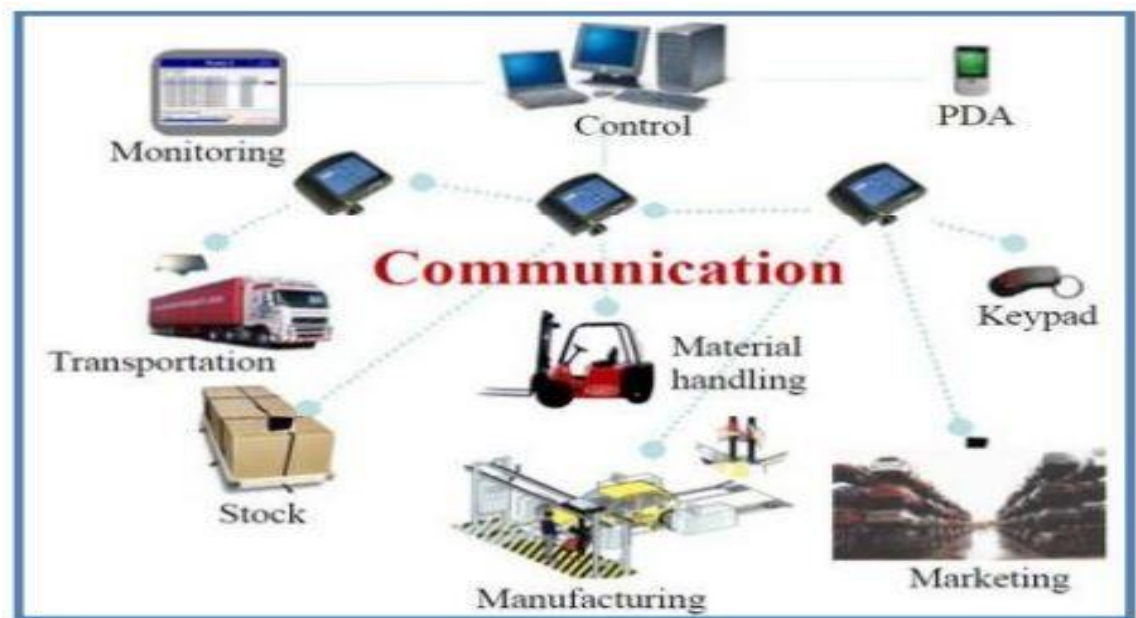 Monitoring
Control
PDA
Communication
Transportation
Material
handling
Keypad
Stock
Manufacturing
Marketing